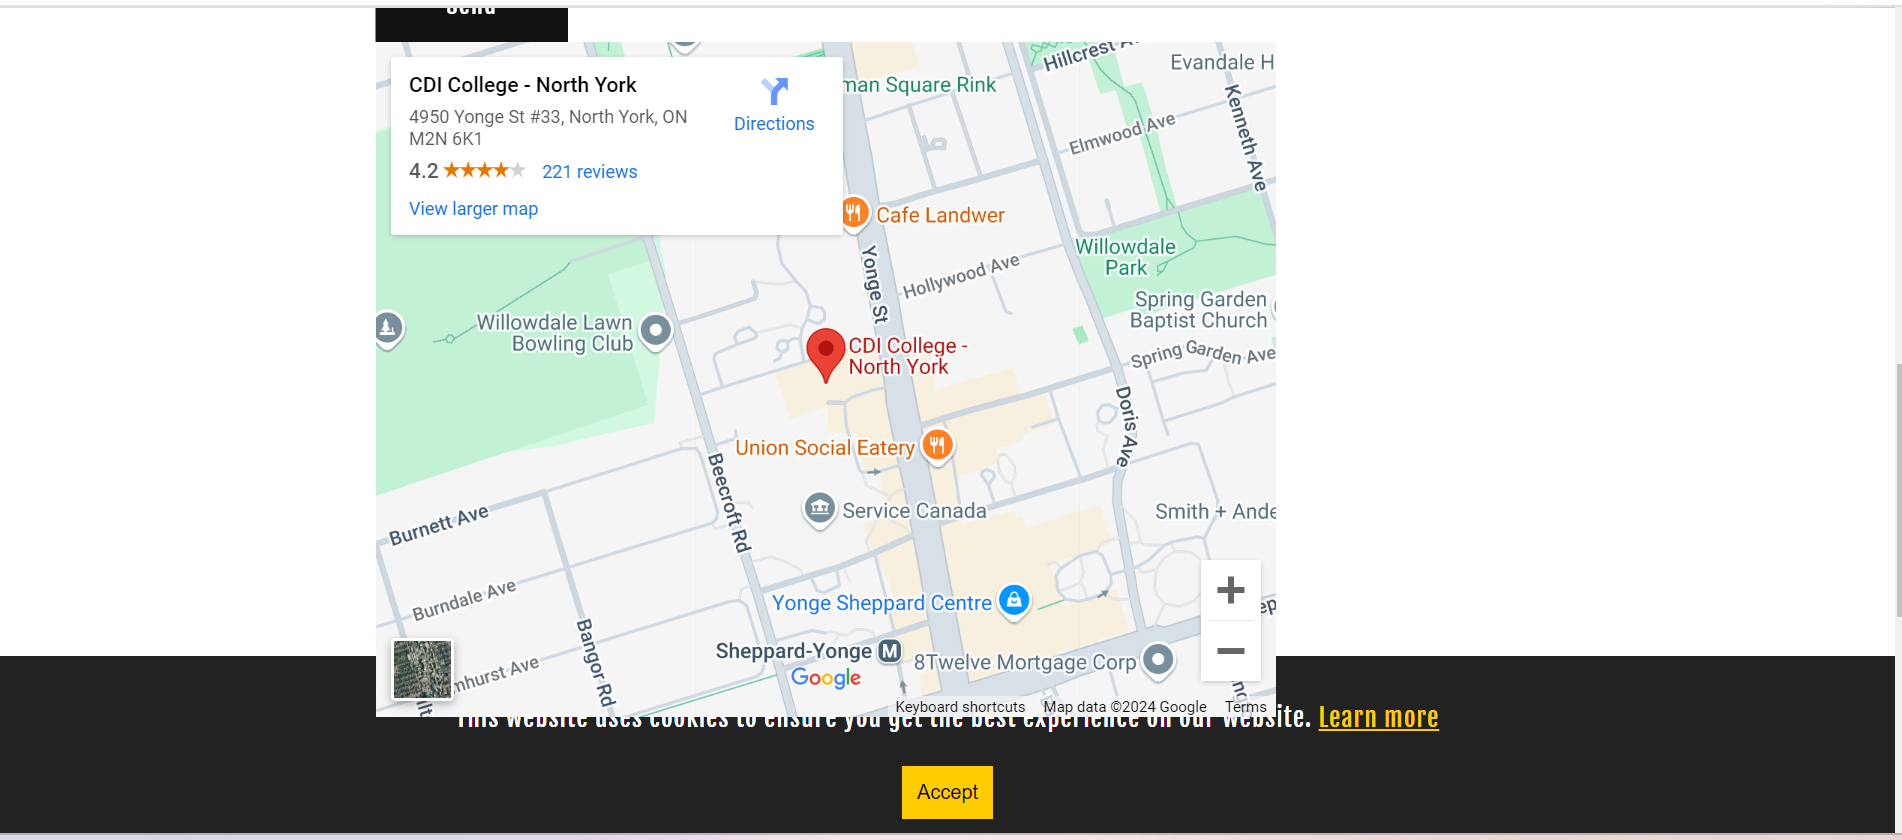 Send
Hillcrest
Evandale H
CDI College - North York
4950 Yonge St #33, North York, ON
M2N 6K1
4.2
221 reviews
View larger map
Directions
man Square Rink
Kenneth Ave
Elmwood Ave
Cafe Landwer
Yonge St
Hollywood Ave
Willowdale
Park
Spring Garden
Baptist Church
Willowdale Lawn
Bowling Club
CDI College -
North York
Spring Garden Ave
Doris Ave
Union Social Eatery
Beecroft Rd
Service Canada
Smith + Ande
Burnett Ave
Burndale Ave
Bangor Rd
Yonge Sheppard Centre
ep
Sheppard-Yonge M
8Twelve Mortgage Corp
mhurst Ave
Google
Keyboard shortcuts
Map data ©2024 Google
Terms
This website uses cookies to ensure you get the best experience on our website. Learn more
Accept